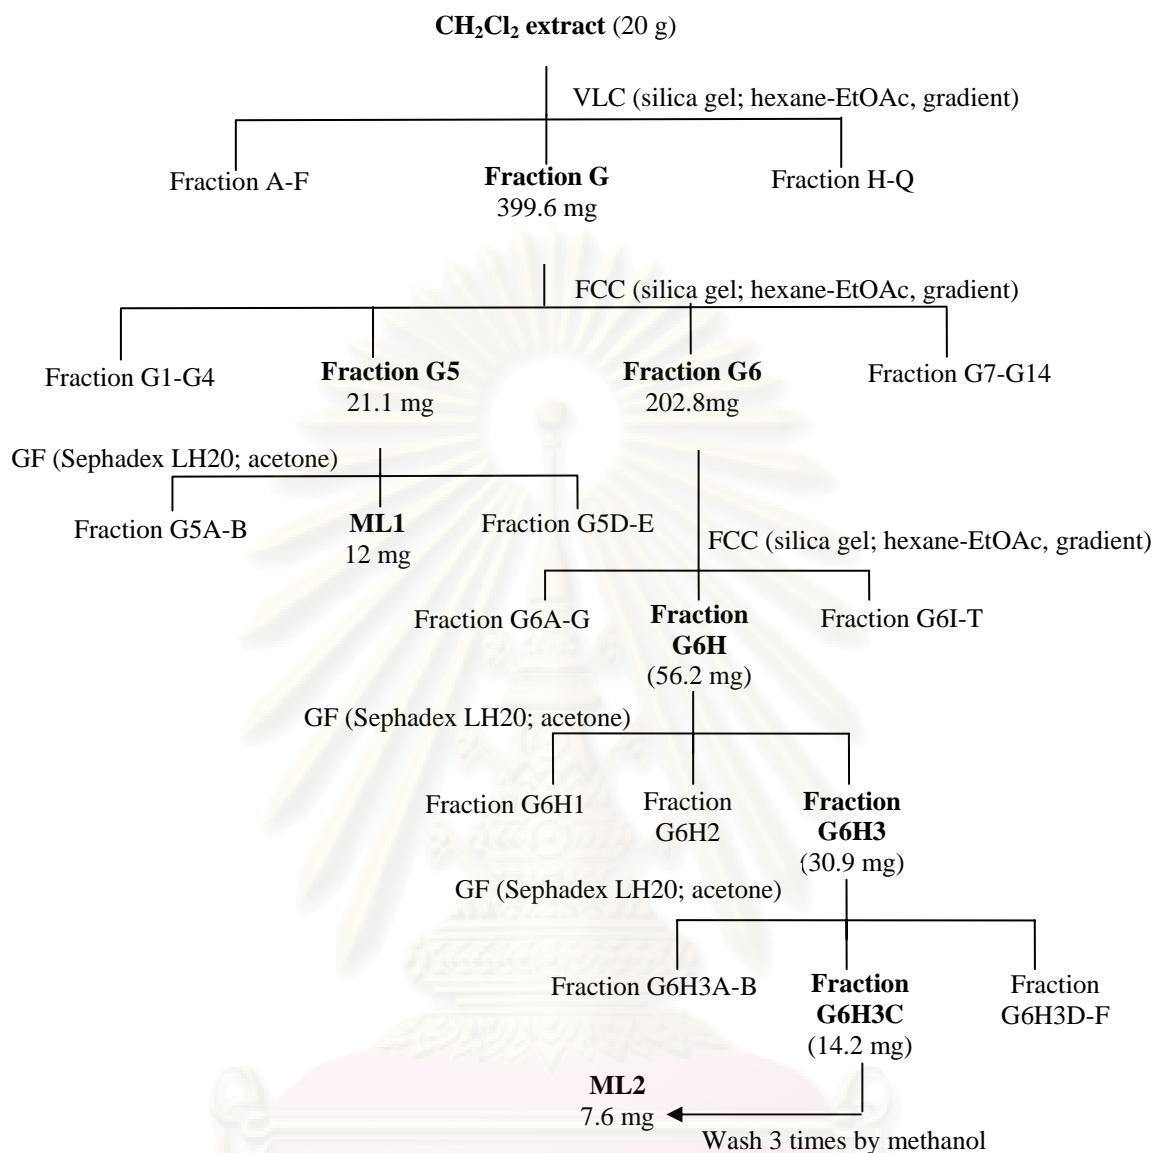 CH₂Cl₂ extract (20 g)
VLC (silica gel; hexane-EtOAc, gradient)
Fraction A-F
Fraction G
399.6 mg
Fraction H-Q
FCC (silica gel; hexane-EtOAc, gradient)
Fraction G1-G4
Fraction G5
21.1 mg
Fraction G6
202.8mg
Fraction G7-G14
GF (Sephadex LH20; acetone)
Fraction G5A-B
ML1
12 mg
Fraction G5D-E
FCC (silica gel; hexane-EtOAc, gradient)
Fraction G6A-G
Fraction
G6H
(56.2 mg)
Fraction G6I-T
GF (Sephadex LH20; acetone)
Fraction G6H1
Fraction
G6H2
Fraction
G6H3
(30.9 mg)
GF (Sephadex LH20; acetone)
Fraction G6H3A-B
Fraction
G6H3C
(14.2 mg)
Fraction
G6H3D-F
ML2
7.6 mg
Wash 3 times by methanol